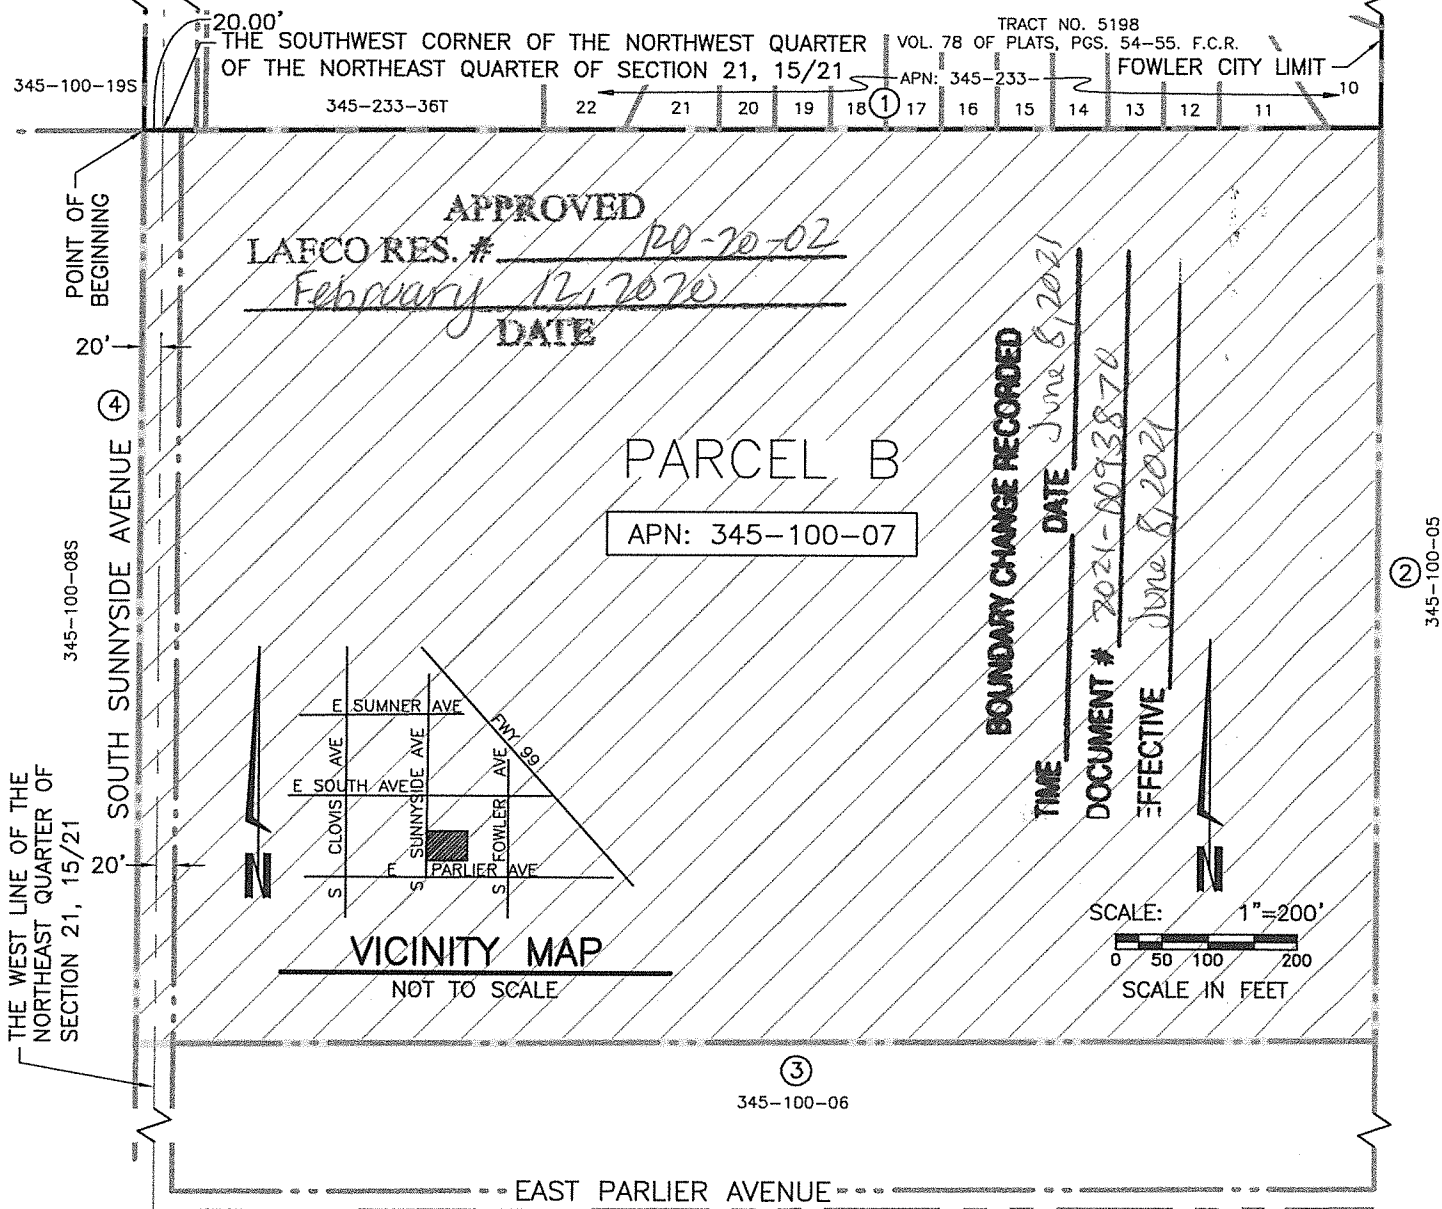 20.00'
THE SOUTHWEST CORNER OF THE NORTHWEST QUARTER
OF THE NORTHEAST QUARTER OF SECTION 21, 15/21
TRACT NO. 5198
VOL. 78 OF PLATS, PGS. 54-55. F.C.R.
FOWLER CITY LIMIT
APN: 345-233-
345-100-19S
345-233-36T
22
21
20
19
18
1
17
16
15
14
13
12
11
10
POINT OF
BEGINNING
APPROVED
LAFCO RES. # RO-20-02
February 12, 2020
DATE
20'
4
SOUTH SUNNYSIDE AVENUE
345-100-08S
PARCEL B
APN: 345-100-07
BOUNDARY CHANGE RECORDED
TIME DATE June 8, 2021
DOCUMENT # 2021-0093870
EFFECTIVE June 8, 2021
2
345-100-05
E SUMNER AVE
FWY 99
E SOUTH AVE
S CLOVIS AVE
S SUNNYSIDE AVE
S FOWLER AVE
E PARLIER AVE
N
VICINITY MAP
NOT TO SCALE
N
SCALE: 1"=200'
0 50 100 200
SCALE IN FEET
20'
THE WEST LINE OF THE
NORTHEAST QUARTER OF
SECTION 21, 15/21
3
345-100-06
EAST PARLIER AVENUE